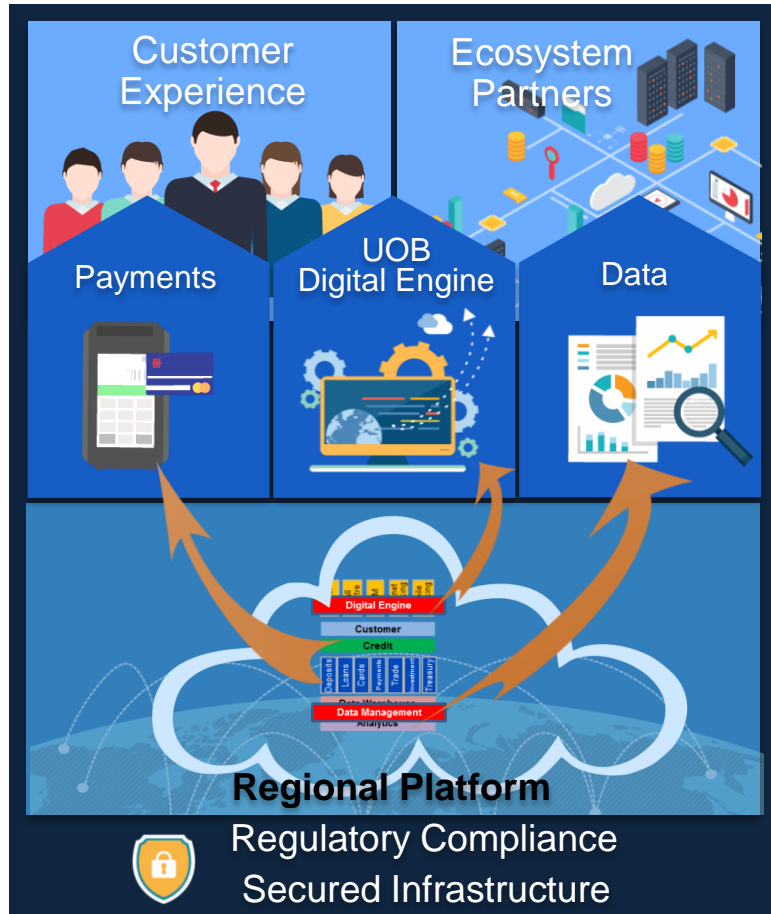 Customer
Experience
Ecosystem
Partners
Payments
UOB
Digital Engine
Data
Digital Engine
Customer
Credit
Deposits
Loans
Cards
Payments
Trade
Investment
Treasury
Data Warehouse
Data Management
Analytics
Regional Platform
Regulatory Compliance
Secured Infrastructure